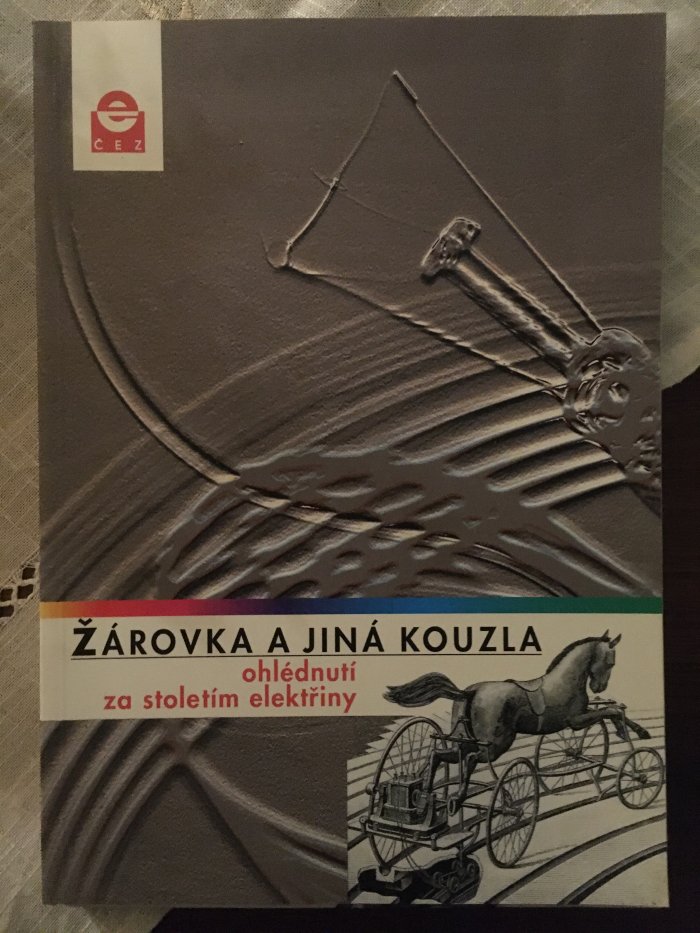 e
ČEZ
ŽÁROVKA A JINÁ KOUZLA
ohlédnutí
za stoletím elektřiny